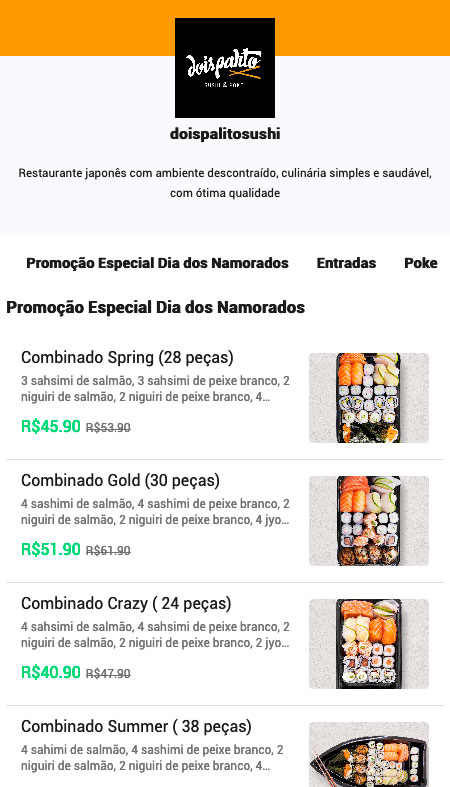 doispalito
SUSHI & POKE
doispalitosushi
Restaurante japonês com ambiente descontraído, culinária simples e saudável,
com ótima qualidade
Promoção Especial Dia dos Namorados Entradas Poke
Promoção Especial Dia dos Namorados
Combinado Spring (28 peças)
3 sahsimi de salmão, 3 sahsimi de peixe branco, 2
niguiri de salmão, 2 niguiri de peixe branco, 4...
R$45.90 R$53.90
Combinado Gold (30 peças)
4 sashimi de salmão, 4 sashimi de peixe branco, 2
niguiri de salmão, 2 niguiri de peixe branco, 4 jyo...
R$51.90 R$61.90
Combinado Crazy ( 24 peças)
4 sahsimi de salmão, 4 sahsimi de peixe branco, 2
niguiri de salmão, 2 niguiri de peixe branco, 2 jyo...
R$40.90 R$47.90
Combinado Summer ( 38 peças)
4 sahimi de salmão, 4 sashimi de peixe branco, 2
niguiri de salmão, 2 niguiri de peixe branco, 4...